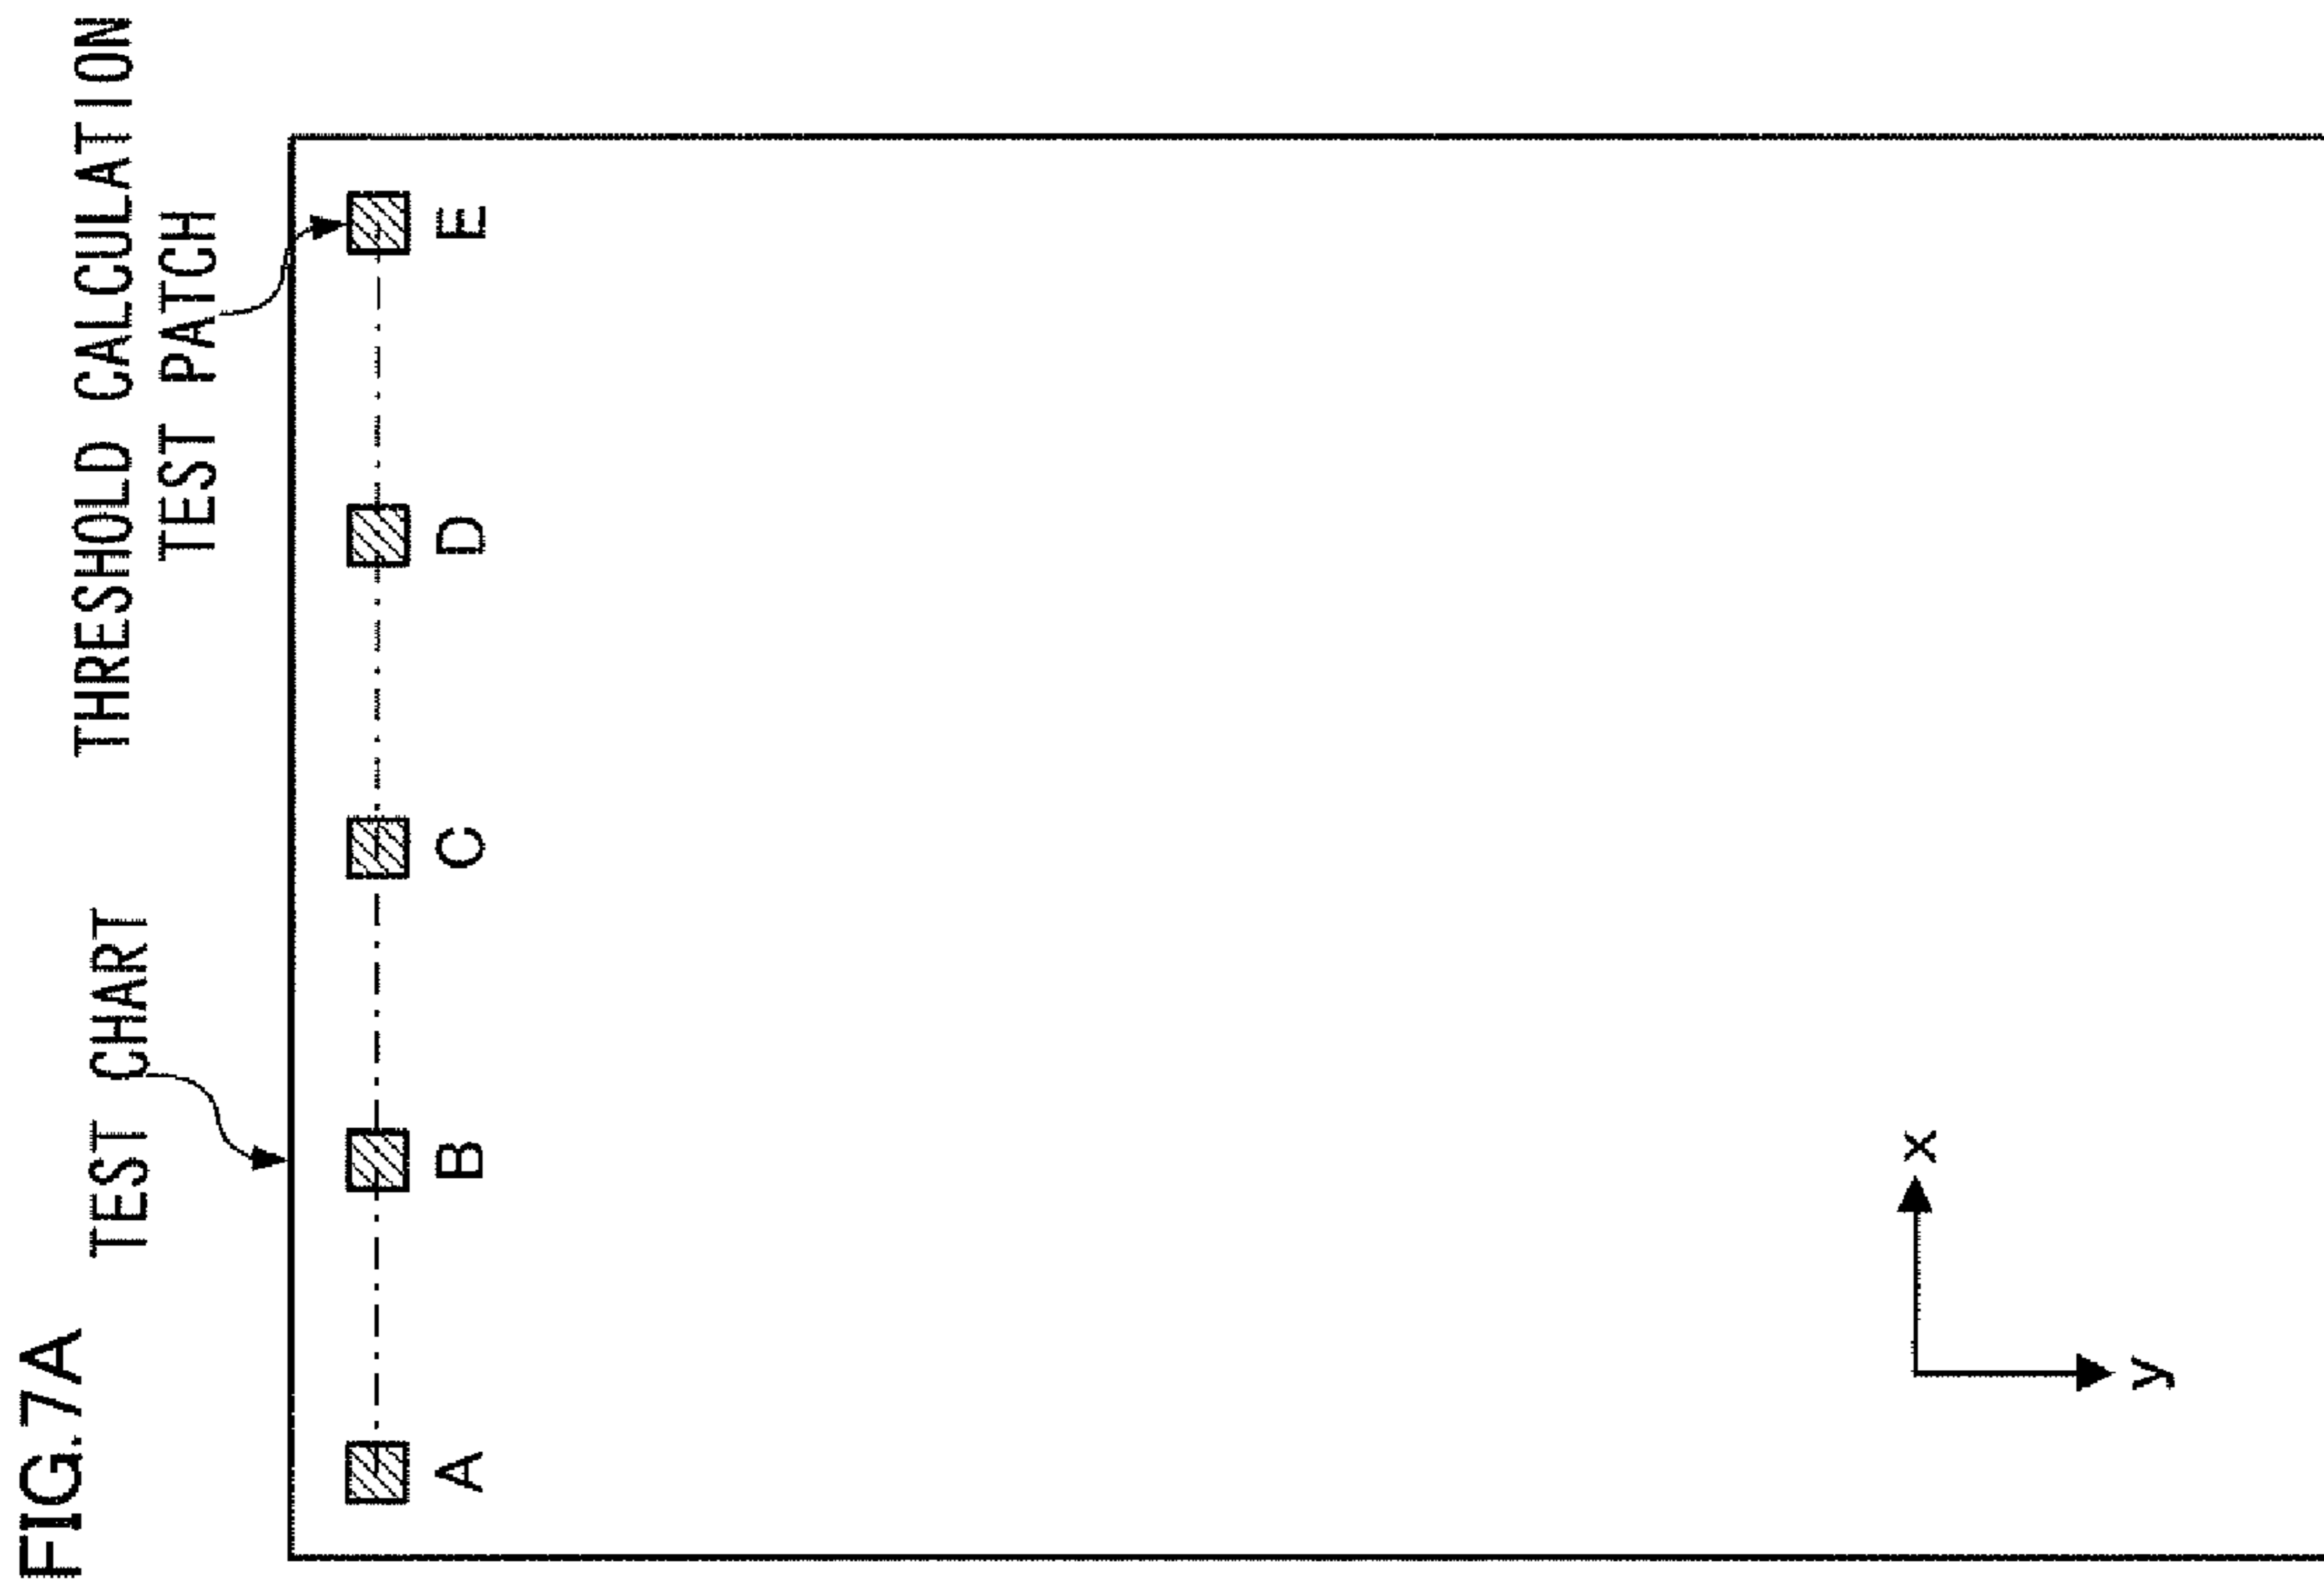 FIG.7A
TEST CHART
THRESHOLD CALCULATION
TEST PATCH
A
B
C
D
E
x
y